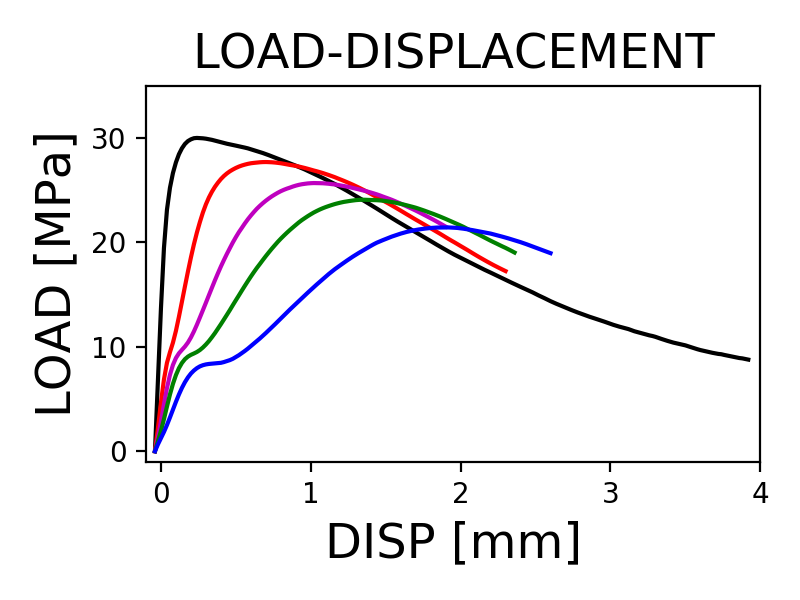 LOAD-DISPLACEMENT
LOAD [MPa]
30
20
10
0
0 1 2 3 4
DISP [mm]